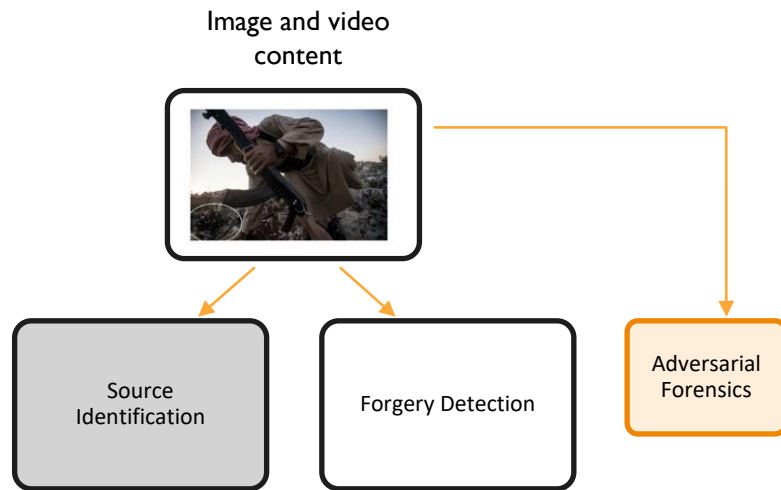 Image and video
content
Source
Identification
Forgery Detection
Adversarial
Forensics